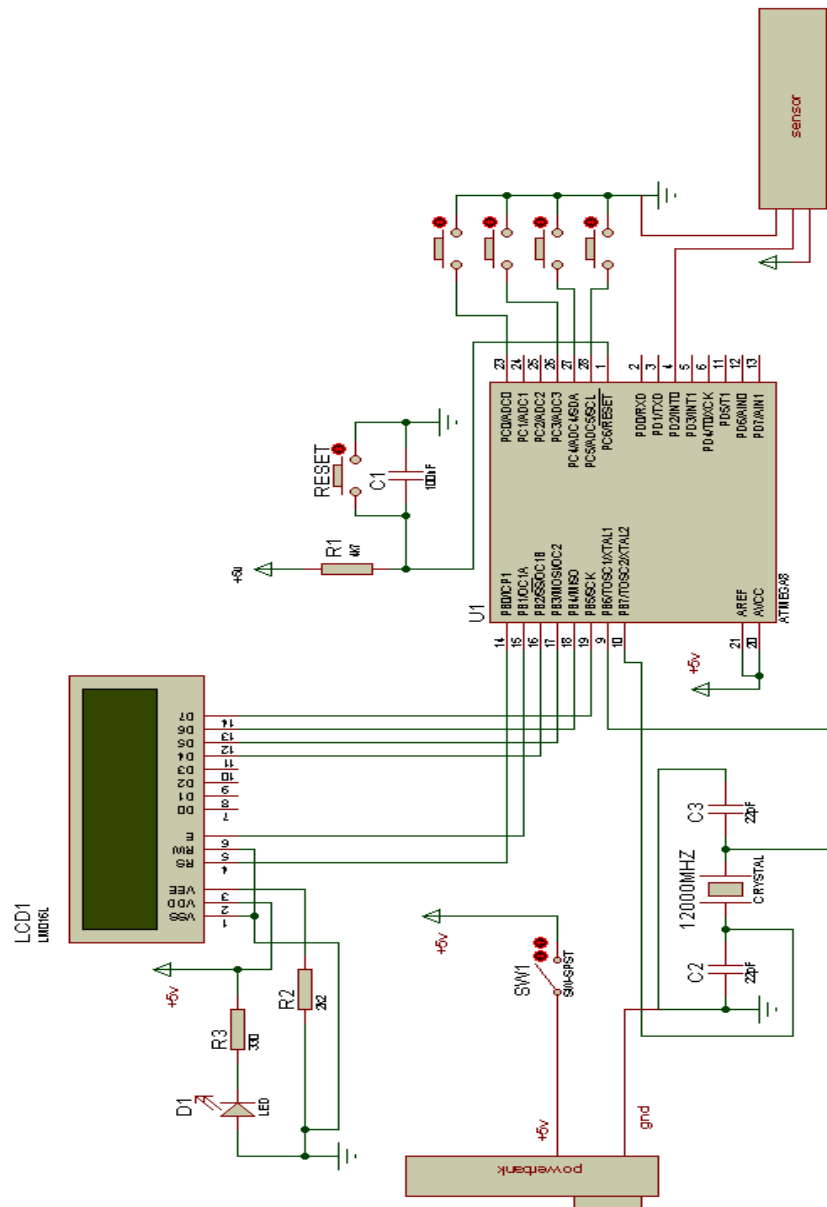 sensor
RESET
C1
100nF
+5v
R1
4k7
U1
23
PC0/ADC0
24
PC1/ADC1
25
PC2/ADC2
26
PC3/ADC3
27
PC4/ADC4/SDA
28
PC5/ADC5/SCL
1
PC6/RESET
2
PD0/RXD
3
PD1/TXD
4
PD2/INT0
5
PD3/INT1
6
PD4/T0/XCK
11
PD5/T1
12
PD6/AIN0
13
PD7/AIN1
14
PB0/ICP1
15
PB1/OC1A
16
PB2/SS/OC1B
17
PB3/MOSI/OC2
18
PB4/MISO
19
PB5/SCK
9
PB6/TOSC1/XTAL1
10
PB7/TOSC2/XTAL2
21
AREF
20
AVCC
ATMEGA8
+5v
LCD1
LM016L
D7
14
D6
13
D5
12
D4
11
D3
10
D2
9
D1
8
D0
7
E
6
RW
5
RS
4
VEE
3
VDD
2
VSS
1
+5v
R3
330
R2
2k2
D1
LED
+5v
SW1
SW-SPST
C3
22pF
12000MHZ
CRYSTAL
C2
22pF
+5v
gnd
powerbank